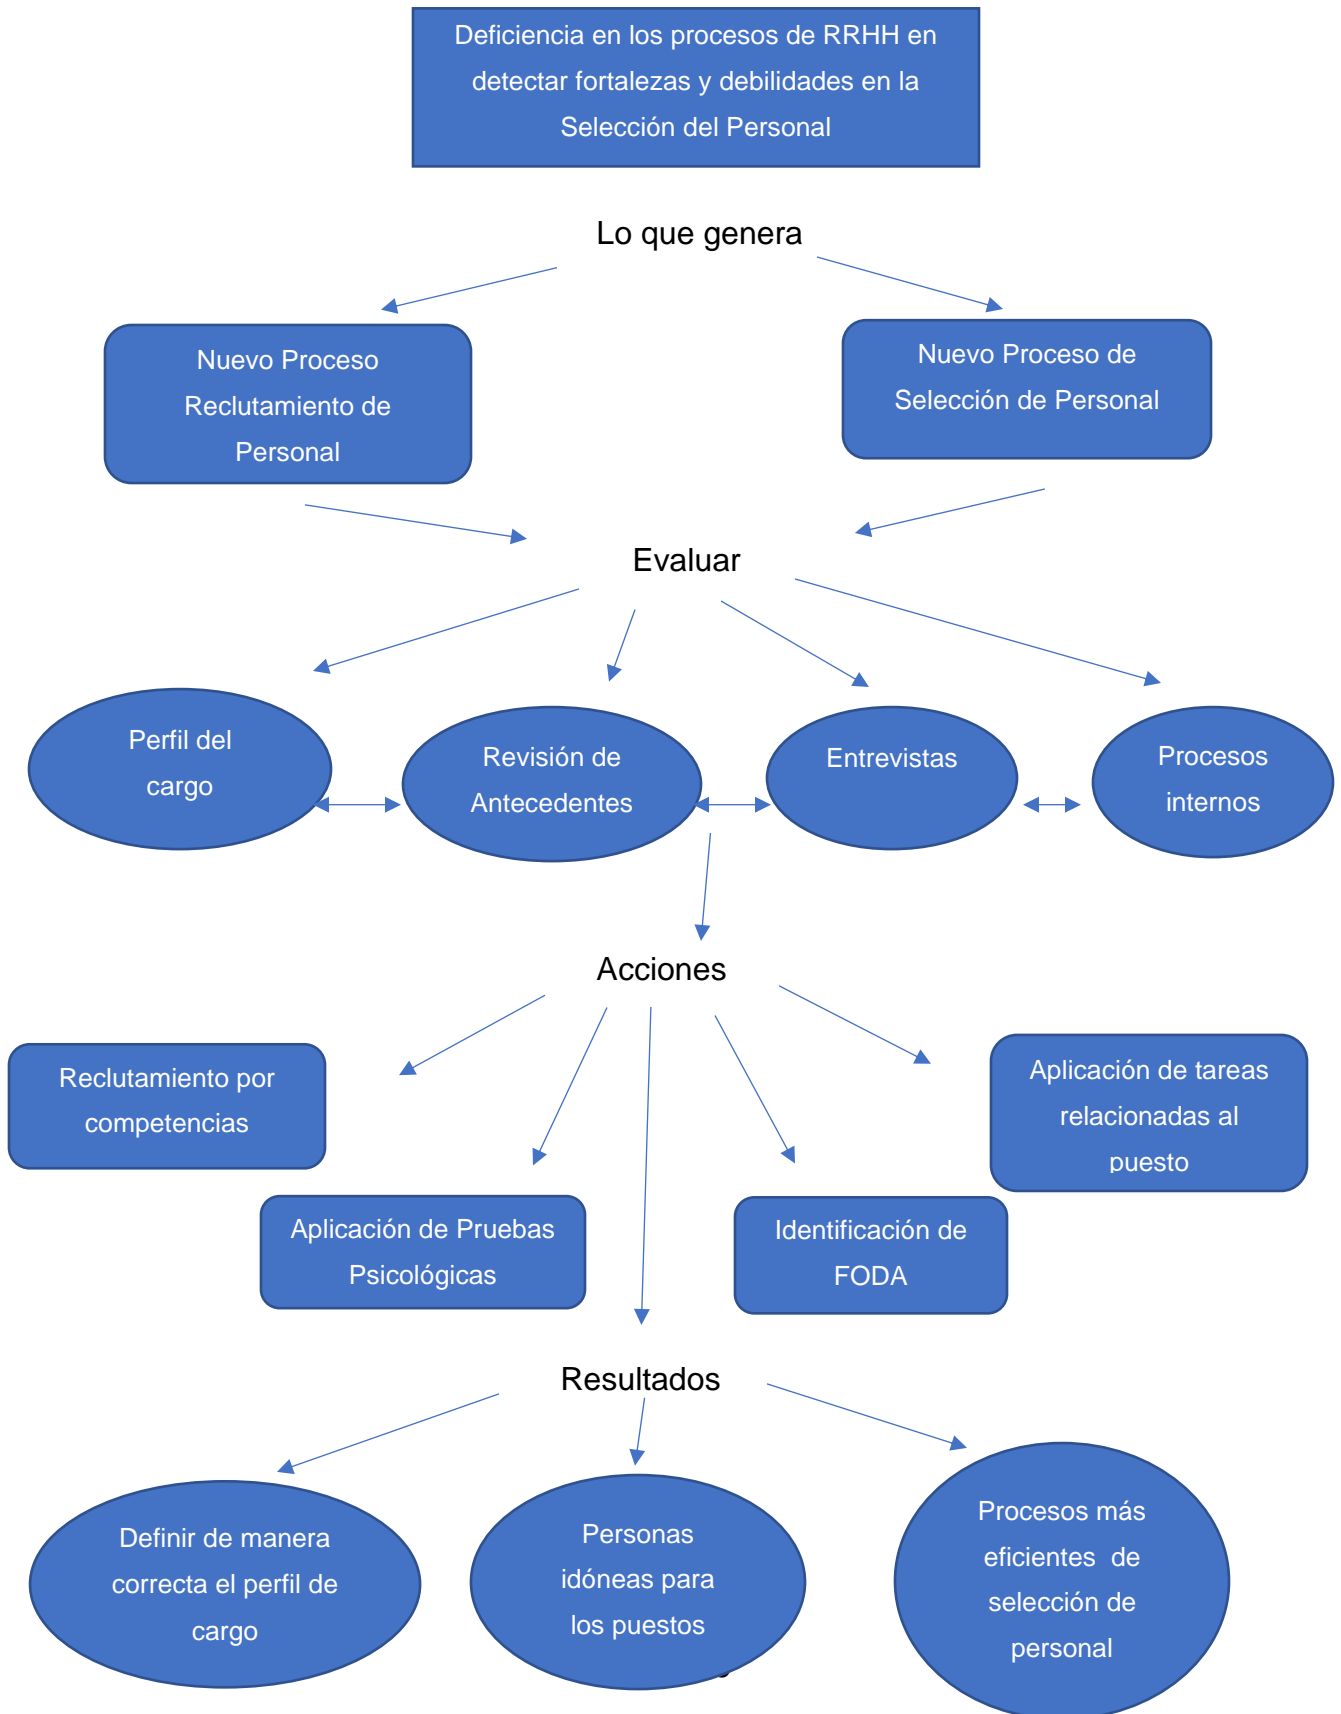 Deficiencia en los procesos de RRHH en
detectar fortalezas y debilidades en la
Selección del Personal
Lo que genera
Nuevo Proceso
Reclutamiento de
Personal
Nuevo Proceso de
Selección de Personal
Evaluar
Perfil del
cargo
Revisión de
Antecedentes
Entrevistas
Procesos
internos
Acciones
Reclutamiento por
competencias
Aplicación de tareas
relacionadas al
puesto
Aplicación de Pruebas
Psicológicas
Identificación de
FODA
Resultados
Definir de manera
correcta el perfil de
cargo
Personas
idóneas para
los puestos
Procesos más
eficientes  de
selección de
personal